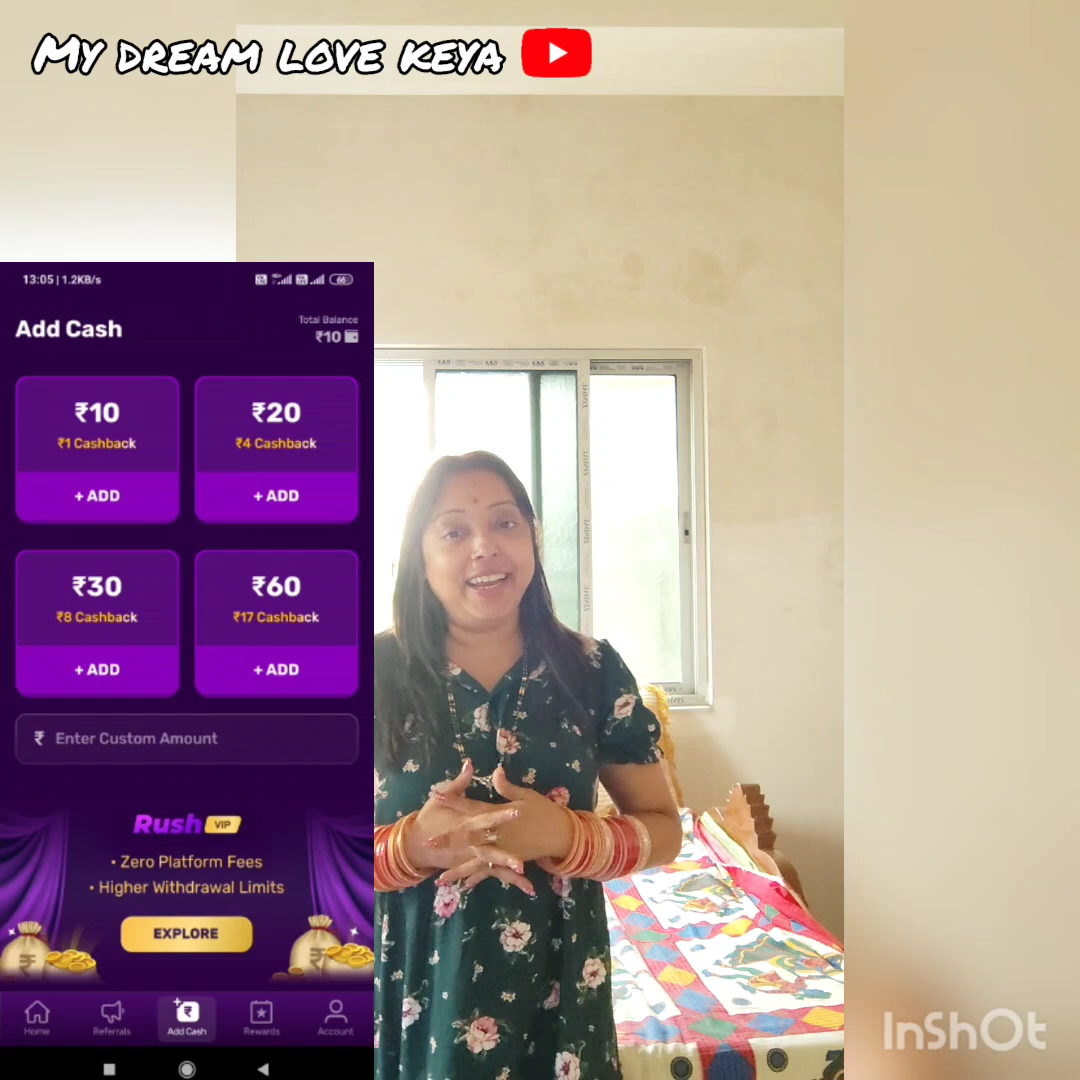 MY DREAM LOVE KEYA
13:05 | 1.2KB/s
66
Add Cash
Total Balance
₹10
₹10
₹1 Cashback
+ ADD
₹20
₹4 Cashback
+ ADD
₹30
₹8 Cashback
+ ADD
₹60
₹17 Cashback
+ ADD
₹ Enter Custom Amount
Rush VIP
• Zero Platform Fees
• Higher Withdrawal Limits
EXPLORE
₹
₹
Home
Referrals
₹
Add Cash
Rewards
Account
InShOt